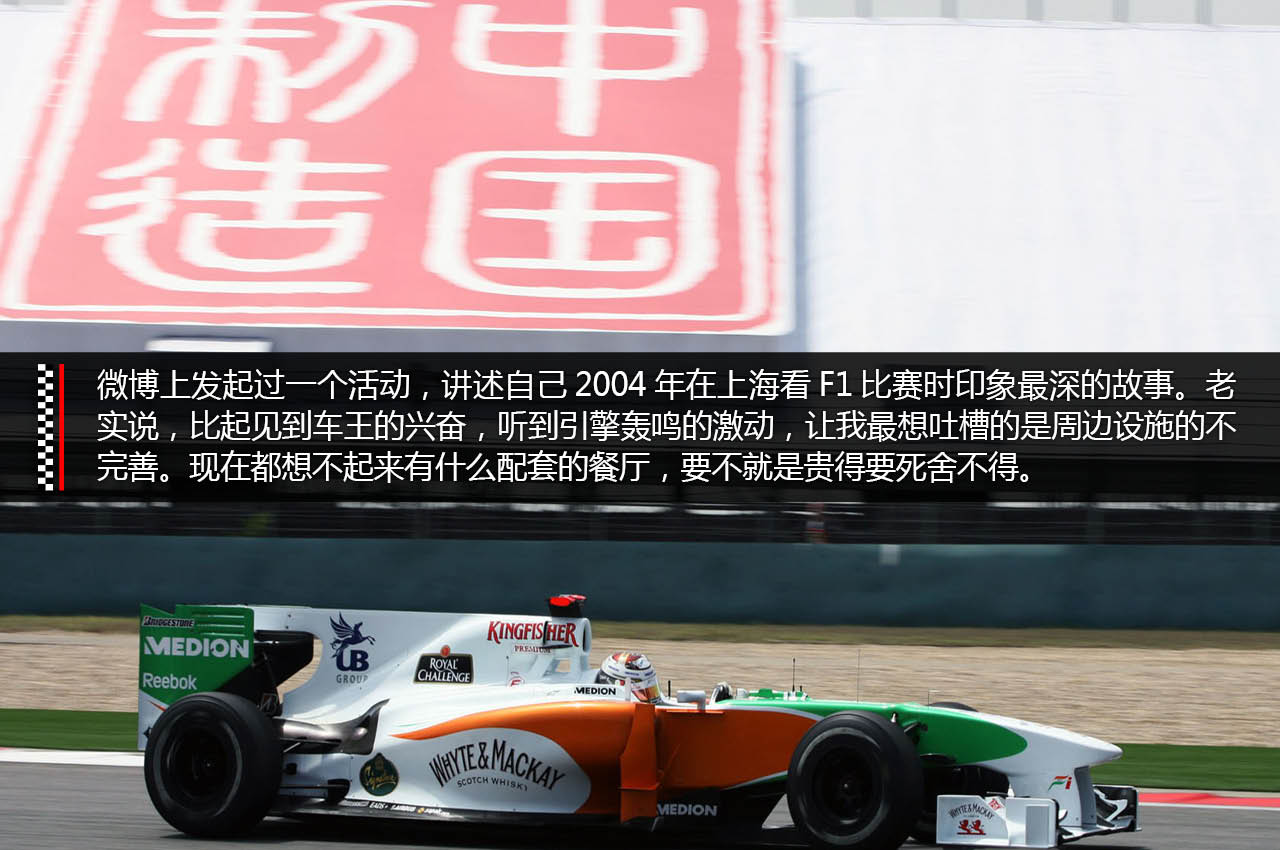 制中
造国
微博上发起过一个活动，讲述自己 2004 年在上海看 F1 比赛时印象最深的故事。老
实说，比起见到车王的兴奋，听到引擎轰鸣的激动，让我最想吐槽的是周边设施的不
完善。现在都想不起来有什么配套的餐厅，要不就是贵得要死舍不得。
BRIDGESTONE
MEDION
Reebok
UB
GROUP
ROYAL
CHALLENGE
KINGFISHER
PREMIUM
MEDION
WHYTE & MACKAY
SCOTCH WHISKY
Signature
EADS
MEDION
F1
WHYTE & MACKAY